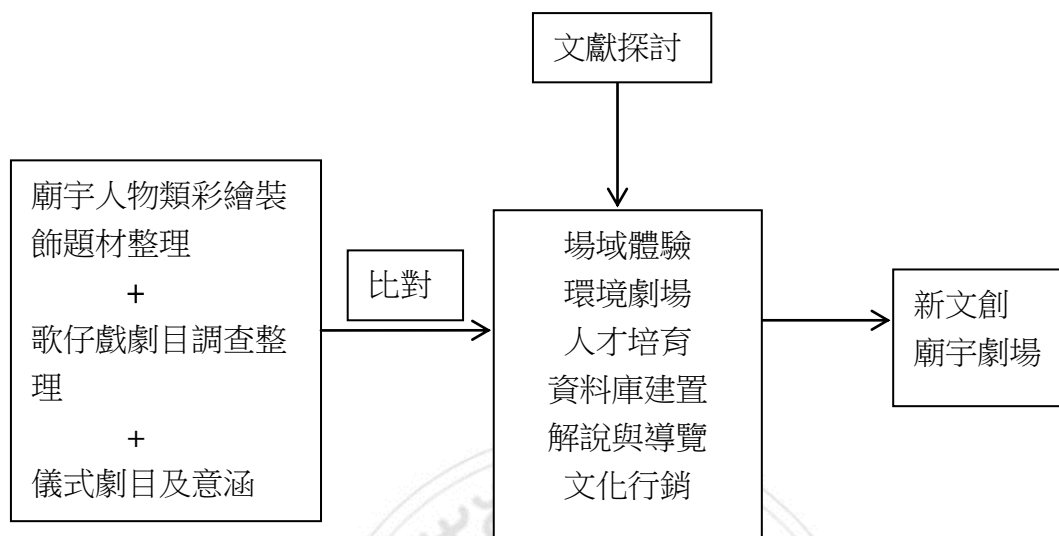 文獻探討
廟宇人物類彩繪裝
飾題材整理
+
歌仔戲劇目調查整
理
+
儀式劇目及意涵
比對
場域體驗
環境劇場
人才培育
資料庫建置
解說與導覽
文化行銷
新文創
廟宇劇場